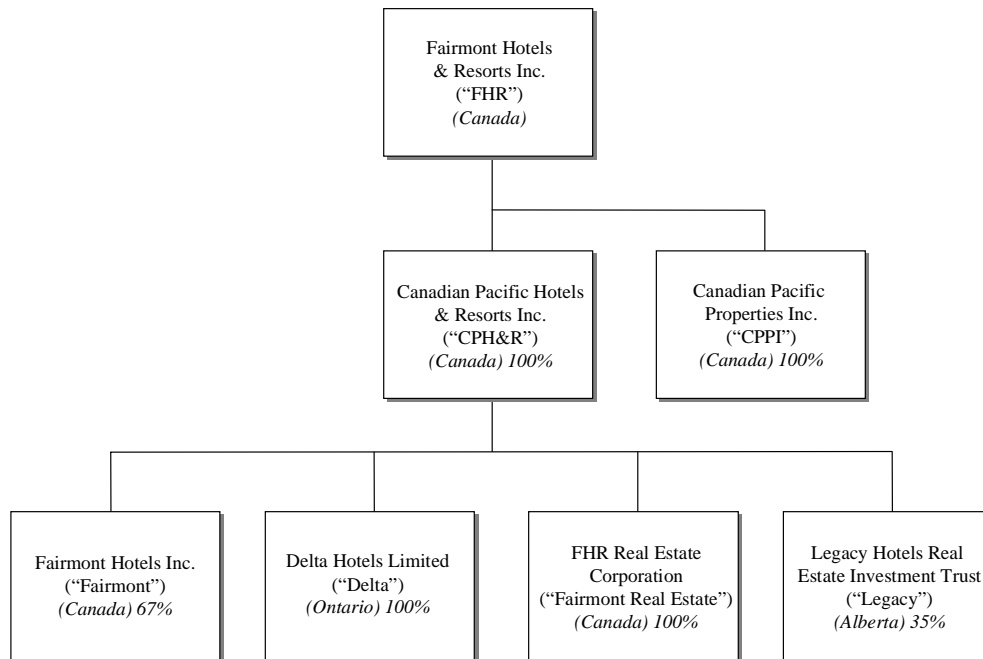 Fairmont Hotels
& Resorts Inc.
(“FHR”)
(Canada)
Canadian Pacific Hotels
& Resorts Inc.
(“CPH&R”)
(Canada) 100%
Canadian Pacific
Properties Inc.
(“CPPI”)
(Canada) 100%
Fairmont Hotels Inc.
(“Fairmont”)
(Canada) 67%
Delta Hotels Limited
(“Delta”)
(Ontario) 100%
FHR Real Estate
Corporation
(“Fairmont Real Estate”)
(Canada) 100%
Legacy Hotels Real
Estate Investment Trust
(“Legacy”)
(Alberta) 35%